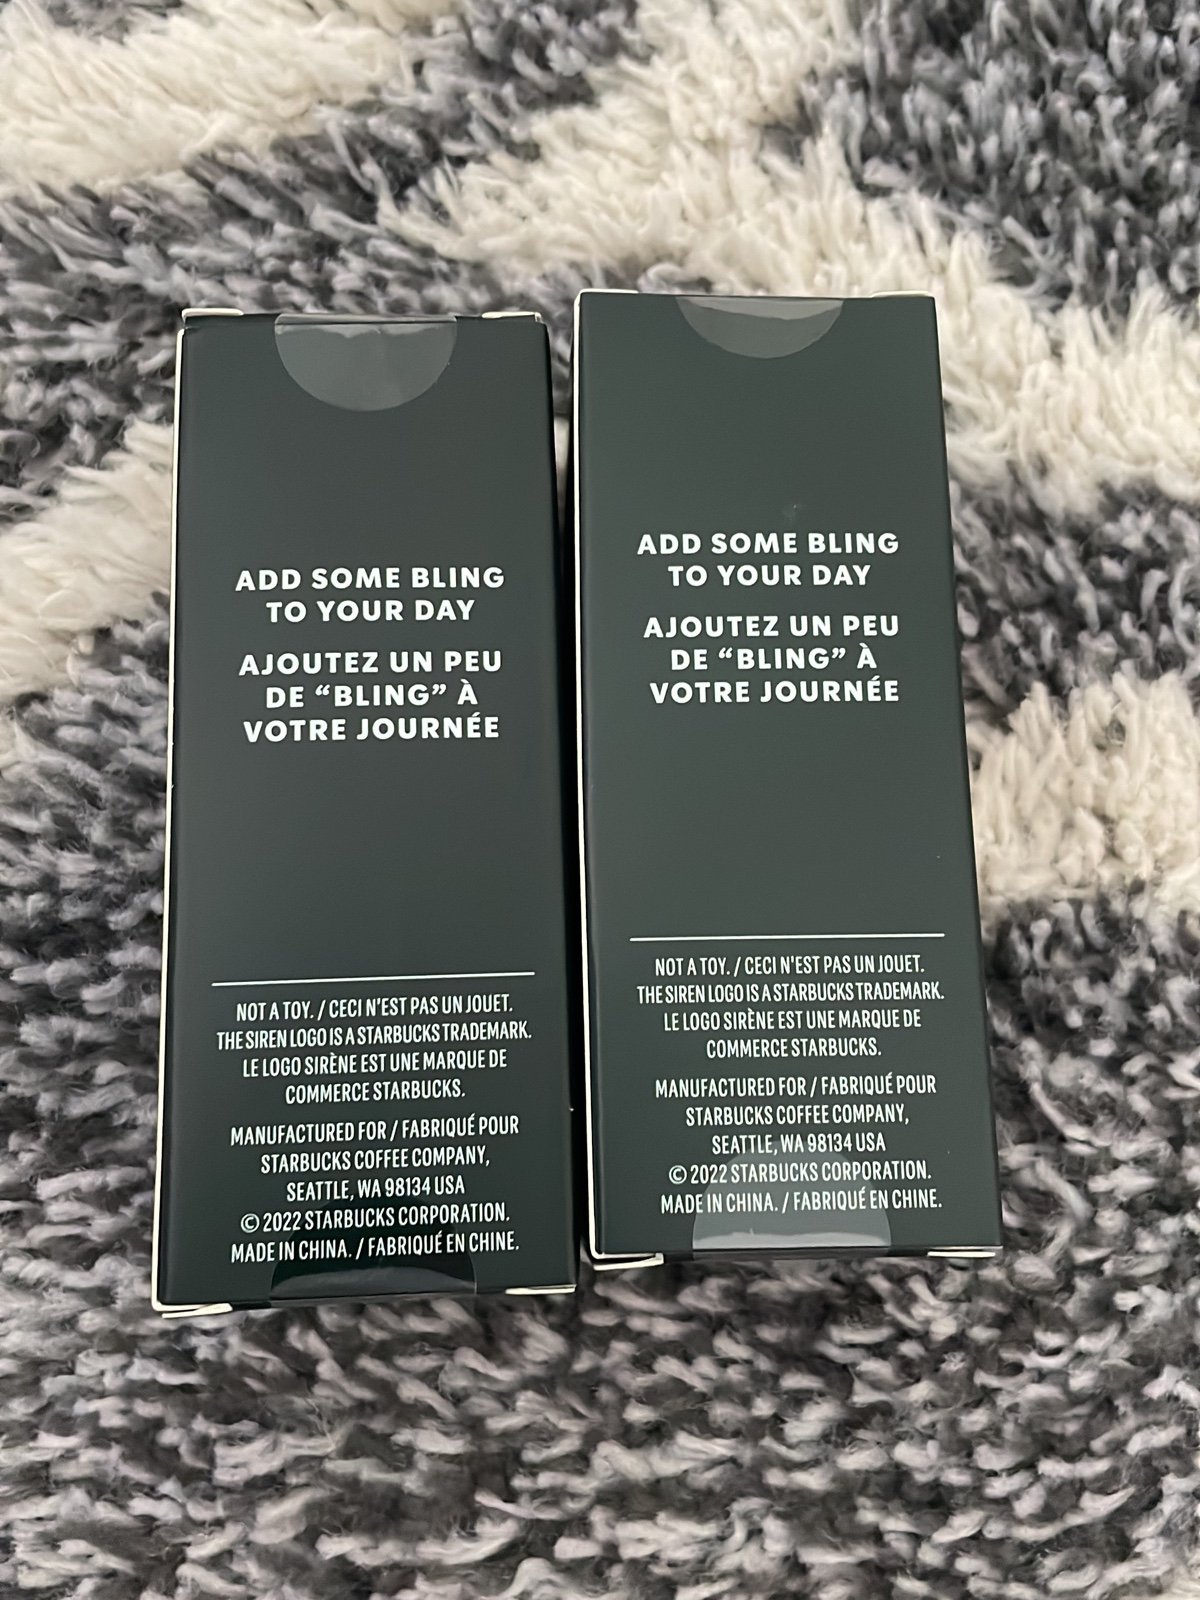 ADD SOME BLING
TO YOUR DAY
AJOUTEZ UN PEU
DE “BLING” À
VOTRE JOURNÉE
NOT A TOY. / CECI N'EST PAS UN JOUET.
THE SIREN LOGO IS A STARBUCKS TRADEMARK.
LE LOGO SIRÈNE EST UNE MARQUE DE
COMMERCE STARBUCKS.
MANUFACTURED FOR / FABRIQUÉ POUR
STARBUCKS COFFEE COMPANY,
SEATTLE, WA 98134 USA
© 2022 STARBUCKS CORPORATION.
MADE IN CHINA. / FABRIQUÉ EN CHINE.
ADD SOME BLING
TO YOUR DAY
AJOUTEZ UN PEU
DE “BLING” À
VOTRE JOURNÉE
NOT A TOY. / CECI N'EST PAS UN JOUET.
THE SIREN LOGO IS A STARBUCKS TRADEMARK.
LE LOGO SIRÈNE EST UNE MARQUE DE
COMMERCE STARBUCKS.
MANUFACTURED FOR / FABRIQUÉ POUR
STARBUCKS COFFEE COMPANY,
SEATTLE, WA 98134 USA
© 2022 STARBUCKS CORPORATION.
MADE IN CHINA. / FABRIQUÉ EN CHINE.